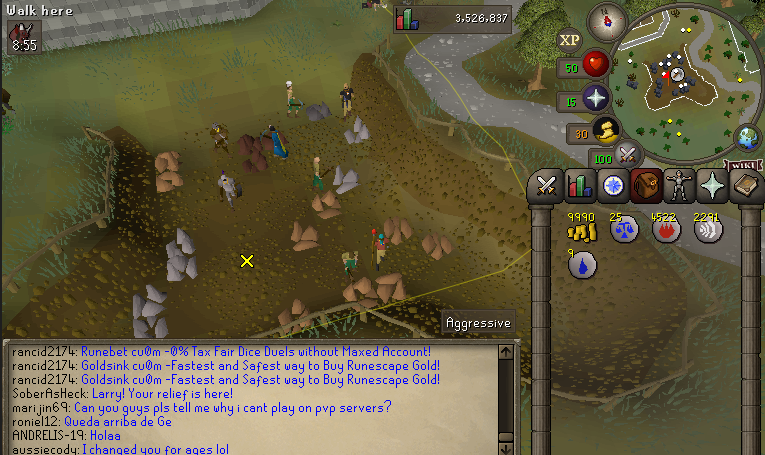 Walk here
8:55
3,526,837
XP
50
15
30
100
WIKI
9990
25
4522
2291
9
Aggressive
rancid2174: Runebet cu0m -0% Tax Fair Dice Duels without Maxed Account!
rancid2174: Goldsink cu0m -Fastest and Safest way to Buy Runescape Gold!
rancid2174: Goldsink cu0m -Fastest and Safest way to Buy Runescape Gold!
SoberAsHeck: Larry! Your relief is here!
marijin69: Can you guys pls tell me why i cant play on pvp servers?
roniel12: Queda arriba de Ge
ANDRELIS-19: Holaa
aussiecody: I changed you for ages lol